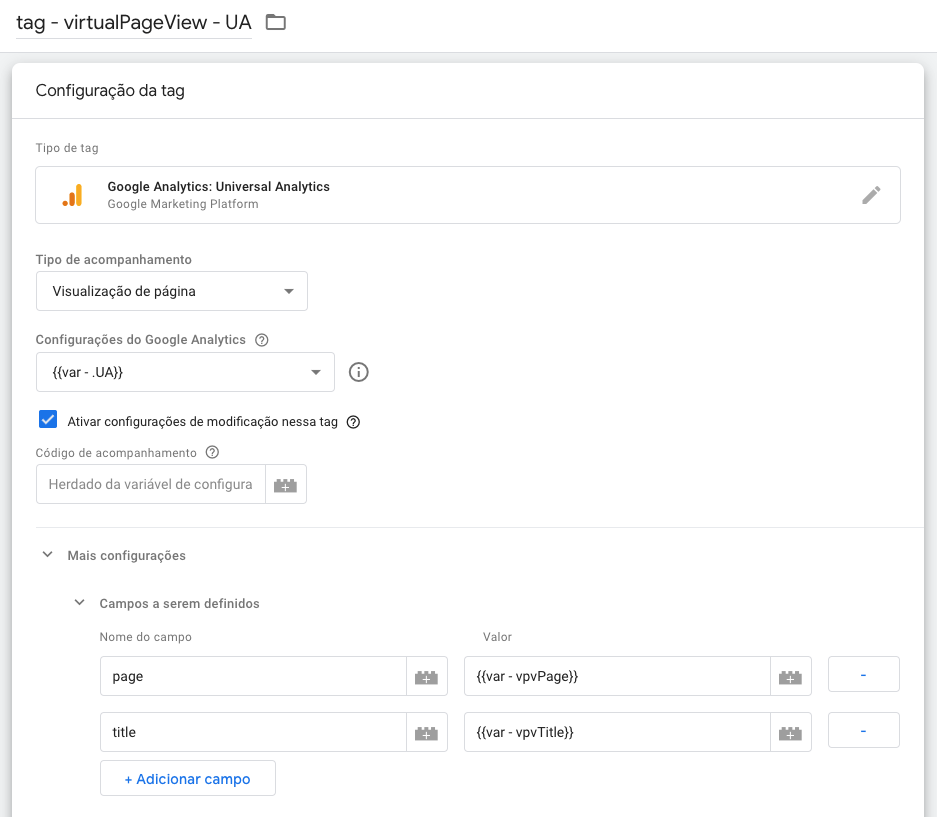 tag - virtualPageView - UA
Configuração da tag
Tipo de tag
Google Analytics: Universal Analytics
Google Marketing Platform
Tipo de acompanhamento
Visualização de página
Configurações do Google Analytics
{{var - .UA}}
Ativar configurações de modificação nessa tag
Código de acompanhamento
Herdado da variável de configura
Mais configurações
Campos a serem definidos
Nome do campo Valor
page {{var - vpvPage}} -
title {{var - vpvTitle}} -
+ Adicionar campo